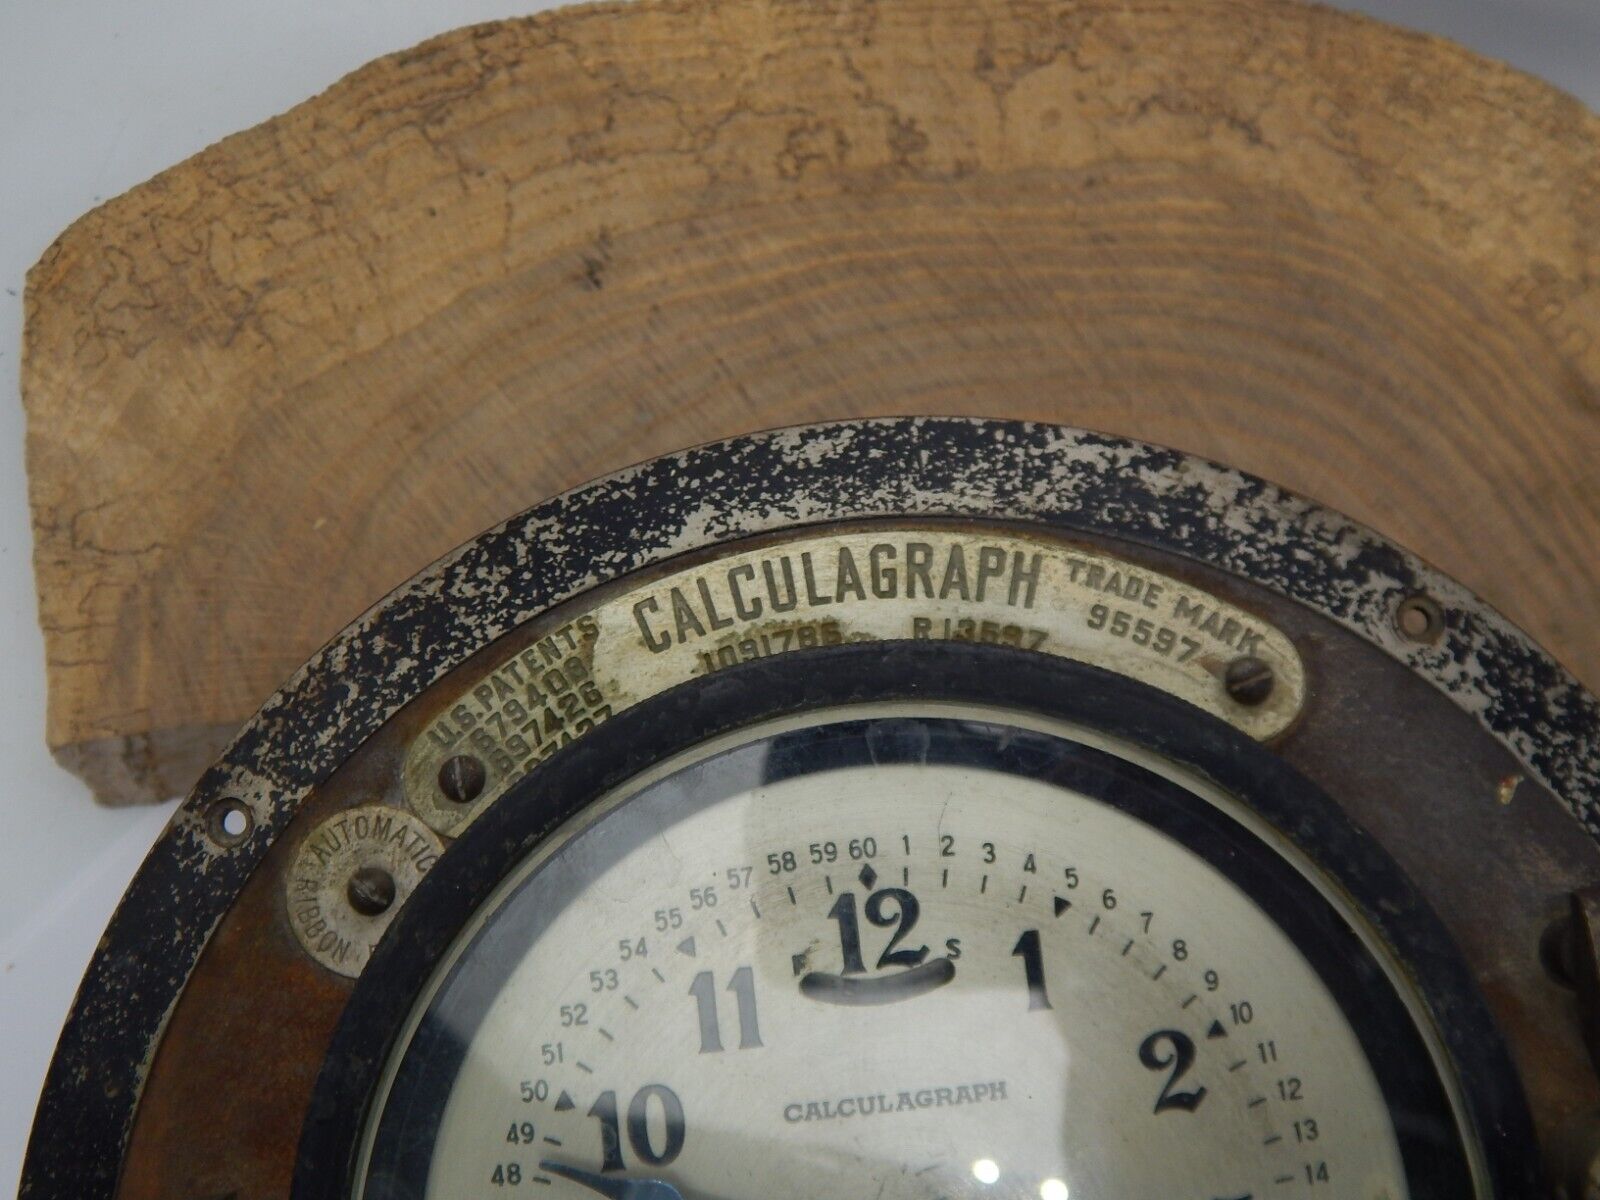 CALCULAGRAPH
TRADE MARK
95597
U.S. PATENTS
679408
697426
1091786 R13597
AUTOMATIC
RIBBON
60 1 2 3 4 5 6 7 8 9 10 11 12 13 14
48 49 50 51 52 53 54 55 56 57 58 59
12
F S
11 1
10 2
CALCULAGRAPH